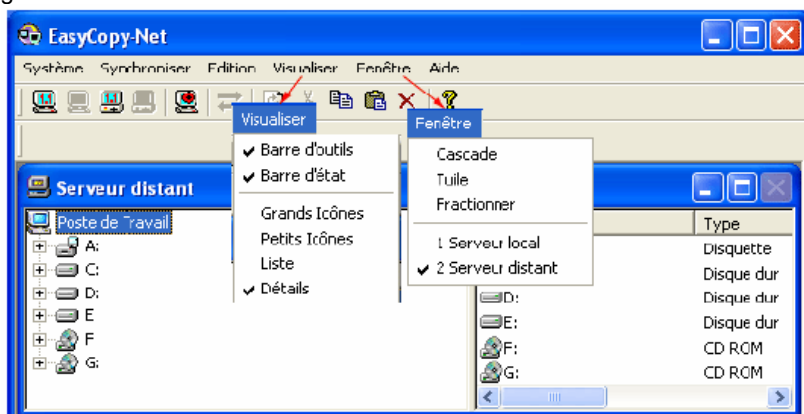 EasyCopy-Net
Système Synchroniser Edition Visualiser Fenêtre Aide
Visualiser
✔ Barre d'outils
✔ Barre d'état
Grands Icônes
Petits Icônes
Liste
✔ Détails
Fenêtre
Cascade
Tuile
Fractionner
1 Serveur local
✔ 2 Serveur distant
Serveur distant
Poste de Travail
A:
C:
D:
E
F
G:
Type
Disquette
Disque dur
D: Disque dur
E: Disque dur
F: CD ROM
G: CD ROM